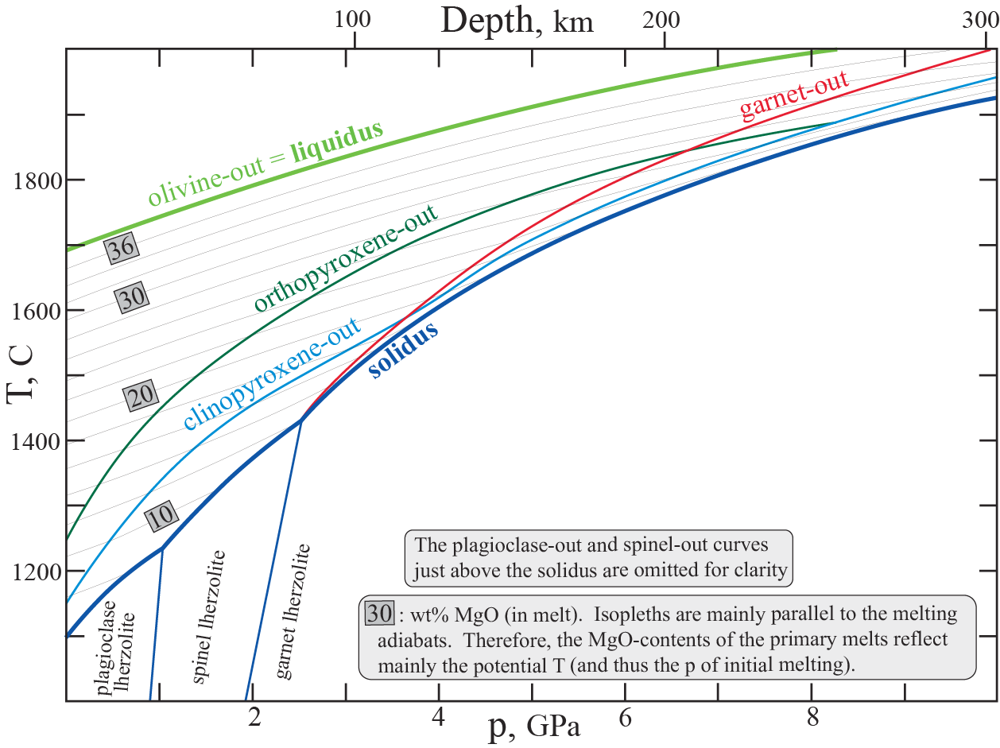 Depth, km
100
200
300
T, C
1800
1600
1400
1200
olivine-out = liquidus
garnet-out
orthopyroxene-out
clinopyroxene-out
solidus
36
30
20
10
plagioclase
lherzolite
spinel lherzolite
garnet lherzolite
The plagioclase-out and spinel-out curves
just above the solidus are omitted for clarity
30 : wt% MgO (in melt). Isopleths are mainly parallel to the melting
adiabats. Therefore, the MgO-contents of the primary melts reflect
mainly the potential T (and thus the p of initial melting).
2
4
6
8
p, GPa